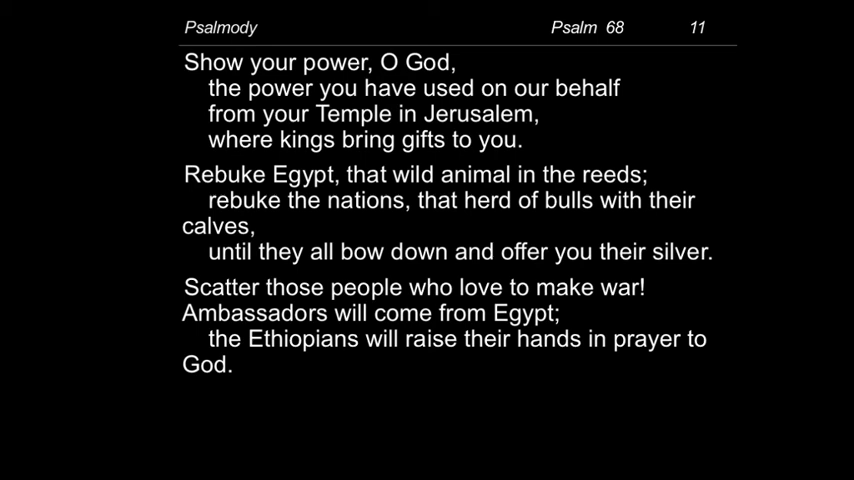 Psalmody Psalm 68 11
Show your power, O God,
the power you have used on our behalf
from your Temple in Jerusalem,
where kings bring gifts to you.
Rebuke Egypt, that wild animal in the reeds;
rebuke the nations, that herd of bulls with their
calves,
until they all bow down and offer you their silver.
Scatter those people who love to make war!
Ambassadors will come from Egypt;
the Ethiopians will raise their hands in prayer to
God.